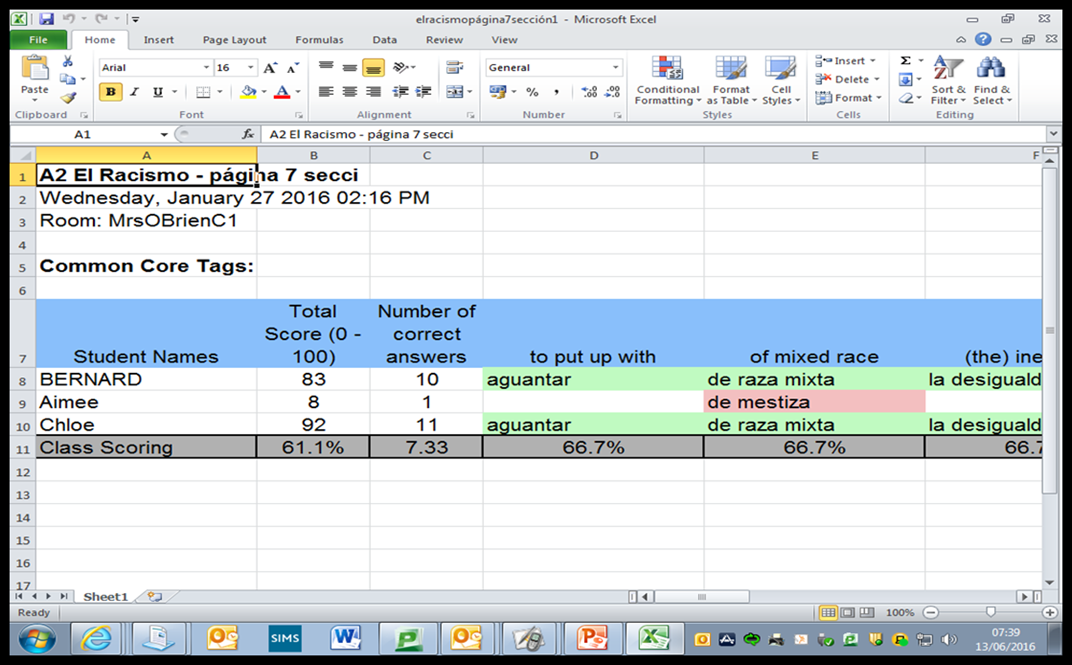 elracismopágina7sección1 - Microsoft Excel
File Home Insert Page Layout Formulas Data Review View
Paste
Arial 16
B I U
General
Conditional Formatting
Format as Table
Cell Styles
Insert
Delete
Format
Sort & Filter
Find & Select
Clipboard Font Alignment Number Styles Cells Editing
A1 fx A2 El Racismo - página 7 secci
A B C D E F
1 A2 El Racismo - página 7 secci
2 Wednesday, January 27 2016 02:16 PM
3 Room: MrsOBrienC1
4
5 Common Core Tags:
6
7 Student Names Total Score (0 - 100) Number of correct answers to put up with of mixed race (the) ine
8 BERNARD 83 10 aguantar de raza mixta la desiguald
9 Aimee 8 1 de mestiza
10 Chloe 92 11 aguantar de raza mixta la desiguald
11 Class Scoring 61.1% 7.33 66.7% 66.7% 66.7
12
13
14
15
16
17
Sheet1
Ready 100%
SIMS
07:39
13/06/2016